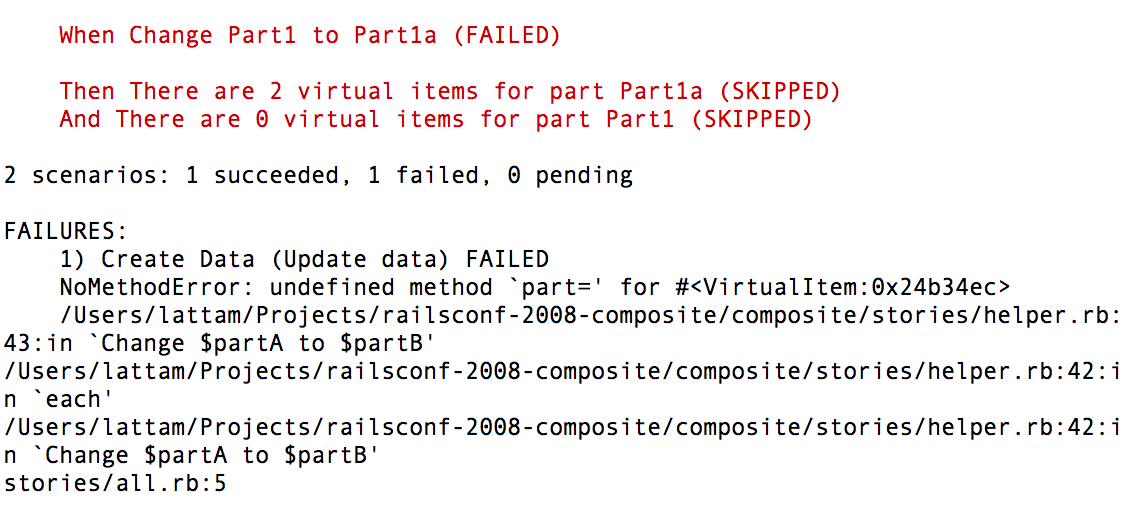 When Change Part1 to Part1a (FAILED)
Then There are 2 virtual items for part Part1a (SKIPPED)
And There are 0 virtual items for part Part1 (SKIPPED)
2 scenarios: 1 succeeded, 1 failed, 0 pending
FAILURES:
1) Create Data (Update data) FAILED
NoMethodError: undefined method `part=' for #<VirtualItem:0x24b34ec>
/Users/lattam/Projects/railsconf-2008-composite/composite/stories/helper.rb:
43:in `Change $partA to $partB'
/Users/lattam/Projects/railsconf-2008-composite/composite/stories/helper.rb:42:i
n `each'
/Users/lattam/Projects/railsconf-2008-composite/composite/stories/helper.rb:42:i
n `Change $partA to $partB'
stories/all.rb:5